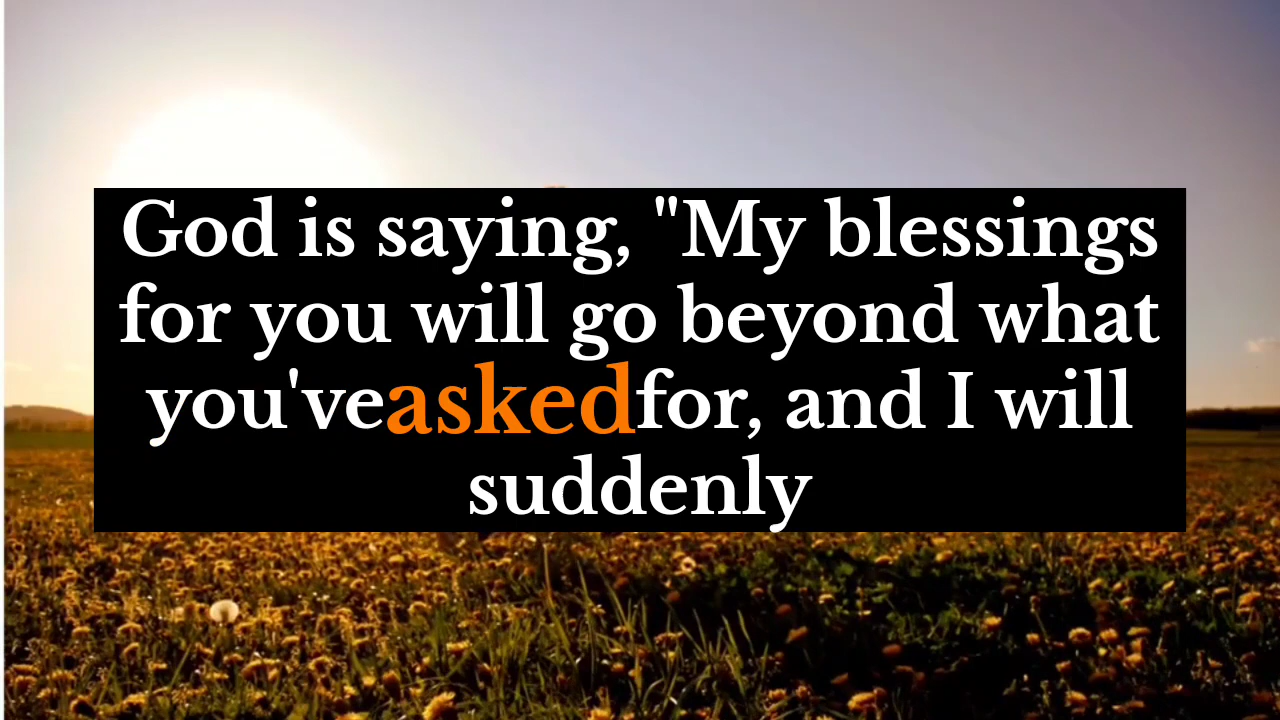 God is saying, "My blessings
for you will go beyond what
you've asked for, and I will
suddenly